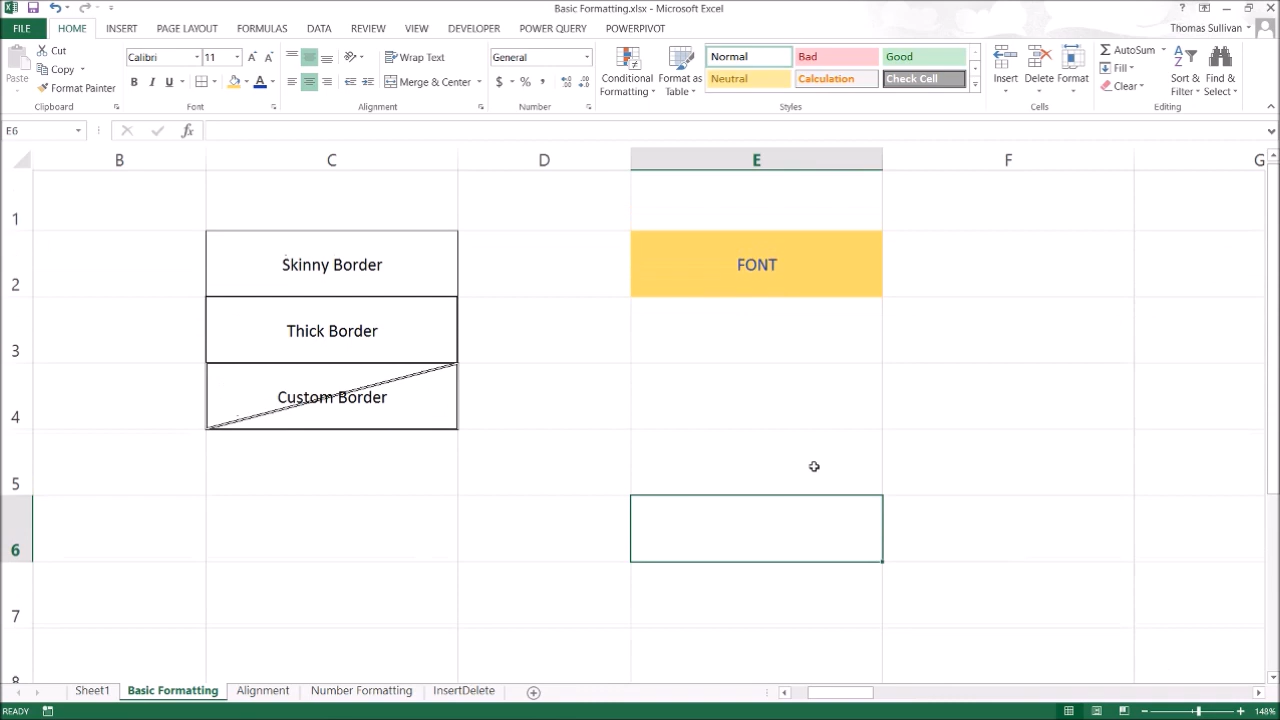 Basic Formatting.xlsx - Microsoft Excel
FILE HOME INSERT PAGE LAYOUT FORMULAS DATA REVIEW VIEW DEVELOPER POWER QUERY POWERPIVOT Thomas Sullivan
Paste
Cut
Copy
Format Painter
Clipboard
Calibri 11
B I U A
Font
Wrap Text
Merge & Center
Alignment
General
$ % ,
Number
Conditional Formatting
Format as Table
Normal Bad Good
Neutral Calculation Check Cell
Styles
Insert Delete Format
Cells
AutoSum
Fill
Clear
Sort & Filter
Find & Select
Editing
E6 fx
B C D E F G
1
2 Skinny Border FONT
3 Thick Border
4 Custom Border
5
6
7
8
Sheet1 Basic Formatting Alignment Number Formatting InsertDelete
READY 148%